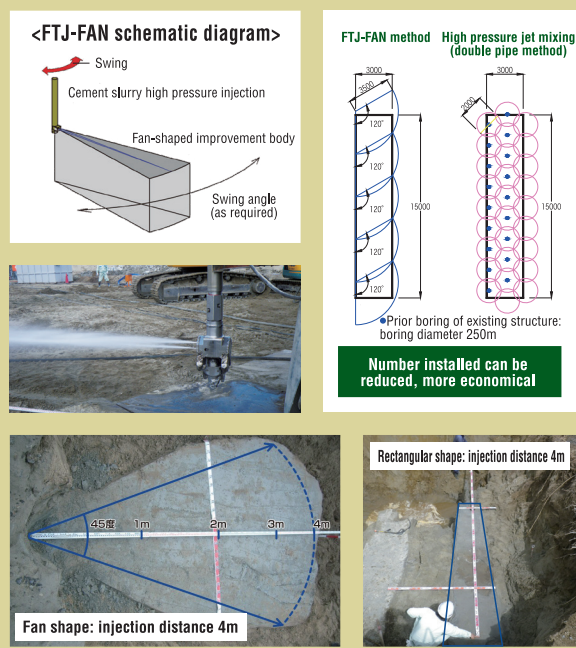 <FTJ-FAN schematic diagram>
Swing
Cement slurry high pressure injection
Fan-shaped improvement body
Swing angle
(as required)
FTJ-FAN method
High pressure jet mixing
(double pipe method)
3000
3500
120°
120°
120°
120°
120°
15000
3000
2000
15000
●Prior boring of existing structure:
boring diameter 250m
Number installed can be
reduced, more economical
45度
1m
2m
3m
4m
Fan shape: injection distance 4m
Rectangular shape: injection distance 4m